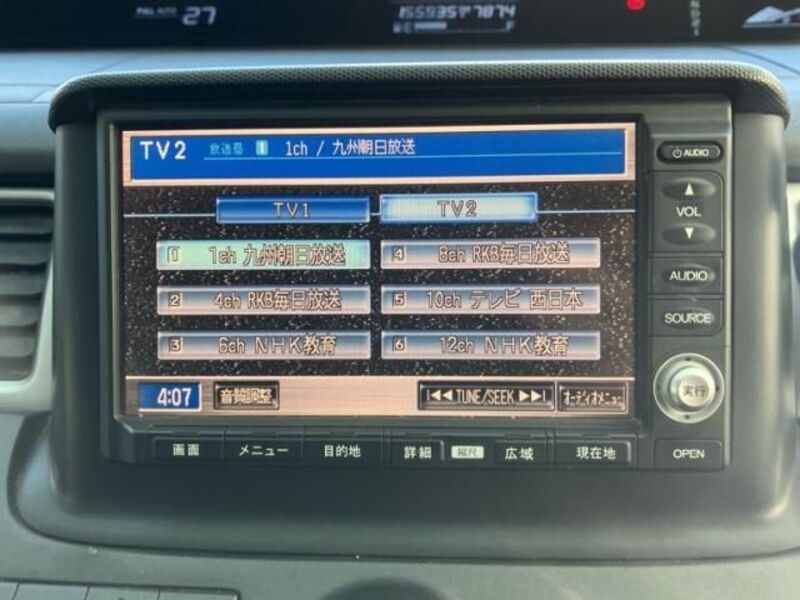 FULL AUTO 27
E F
TV2 放送局 1 1ch / 九州朝日放送
TV1 TV2
1 1ch 九州朝日放送
4 8ch RKB毎日放送
2 4ch RKB毎日放送
5 10ch テレビ 西日本
3 6ch NHK教育
6 12ch NHK教育
4:07 音質調整 TUNE/SEEK オーディオメニュー
画面 メニュー 目的地 詳細 縮尺 広域 現在地
AUDIO
VOL
AUDIO
SOURCE
実行
OPEN